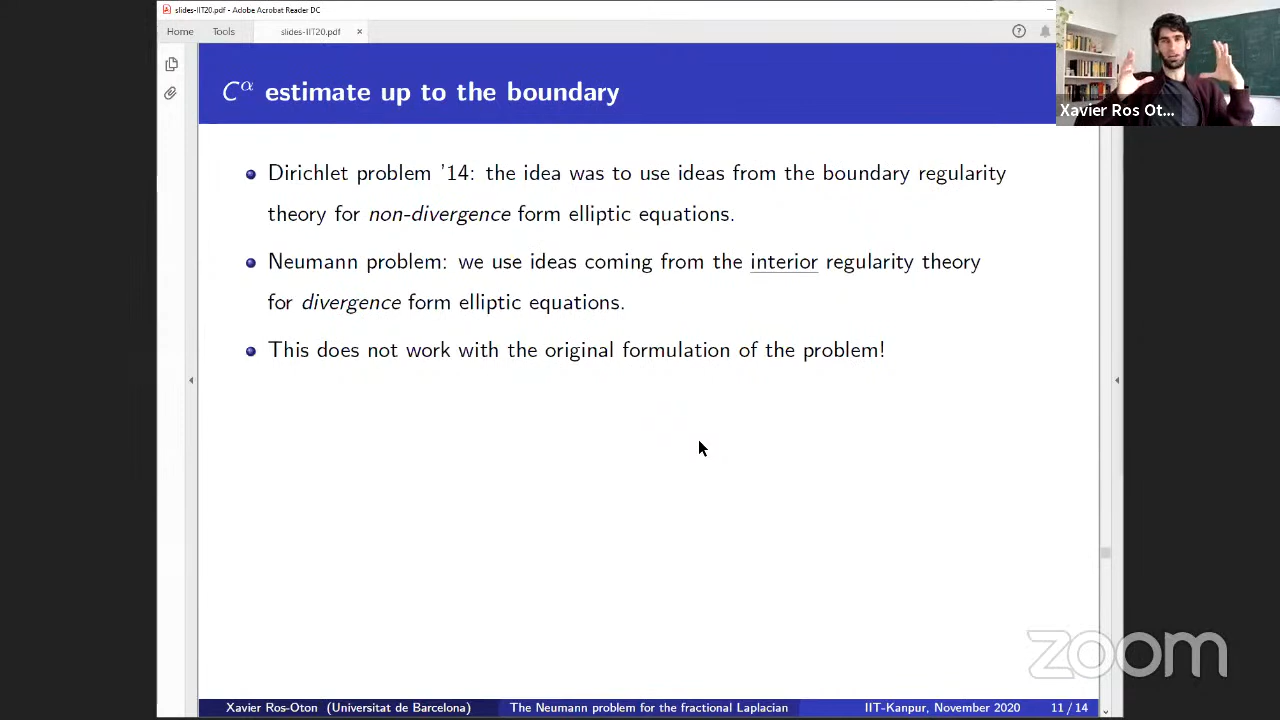 slides-IIT20.pdf - Adobe Acrobat Reader DC
Home Tools slides-IIT20.pdf ×
Cα estimate up to the boundary
Xavier Ros Ot...
Dirichlet problem '14: the idea was to use ideas from the boundary regularity
theory for non-divergence form elliptic equations.
Neumann problem: we use ideas coming from the interior regularity theory
for divergence form elliptic equations.
This does not work with the original formulation of the problem!
zoom
Xavier Ros-Oton (Universitat de Barcelona) The Neumann problem for the fractional Laplacian IIT-Kanpur, November 2020 11 / 14